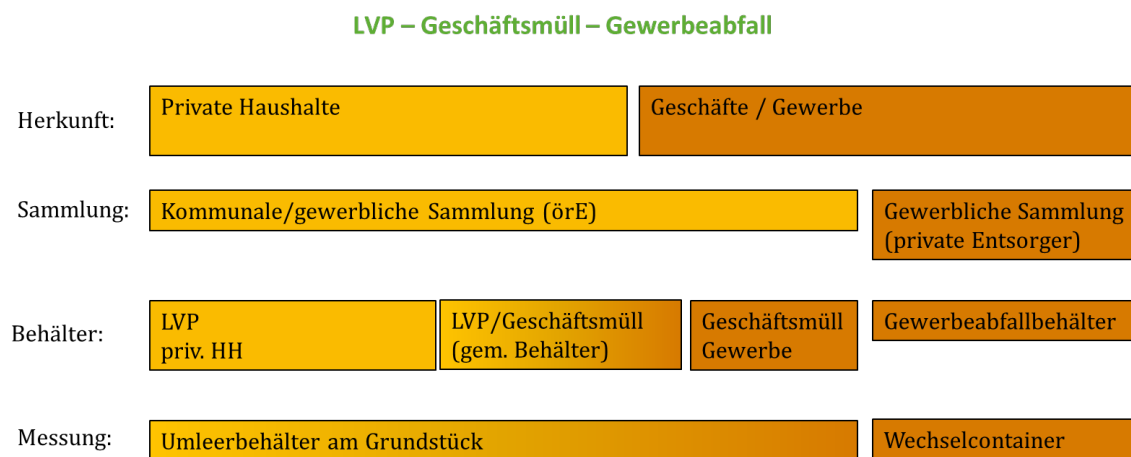 LVP – Geschäftsmüll – Gewerbeabfall
Herkunft:
Private Haushalte
Geschäfte / Gewerbe
Sammlung:
Kommunale/gewerbliche Sammlung (örE)
Gewerbliche Sammlung
(private Entsorger)
Behälter:
LVP
priv. HH
LVP/Geschäftsmüll
(gem. Behälter)
Geschäftsmüll
Gewerbe
Gewerbeabfallbehälter
Messung:
Umleerbehälter am Grundstück
Wechselcontainer